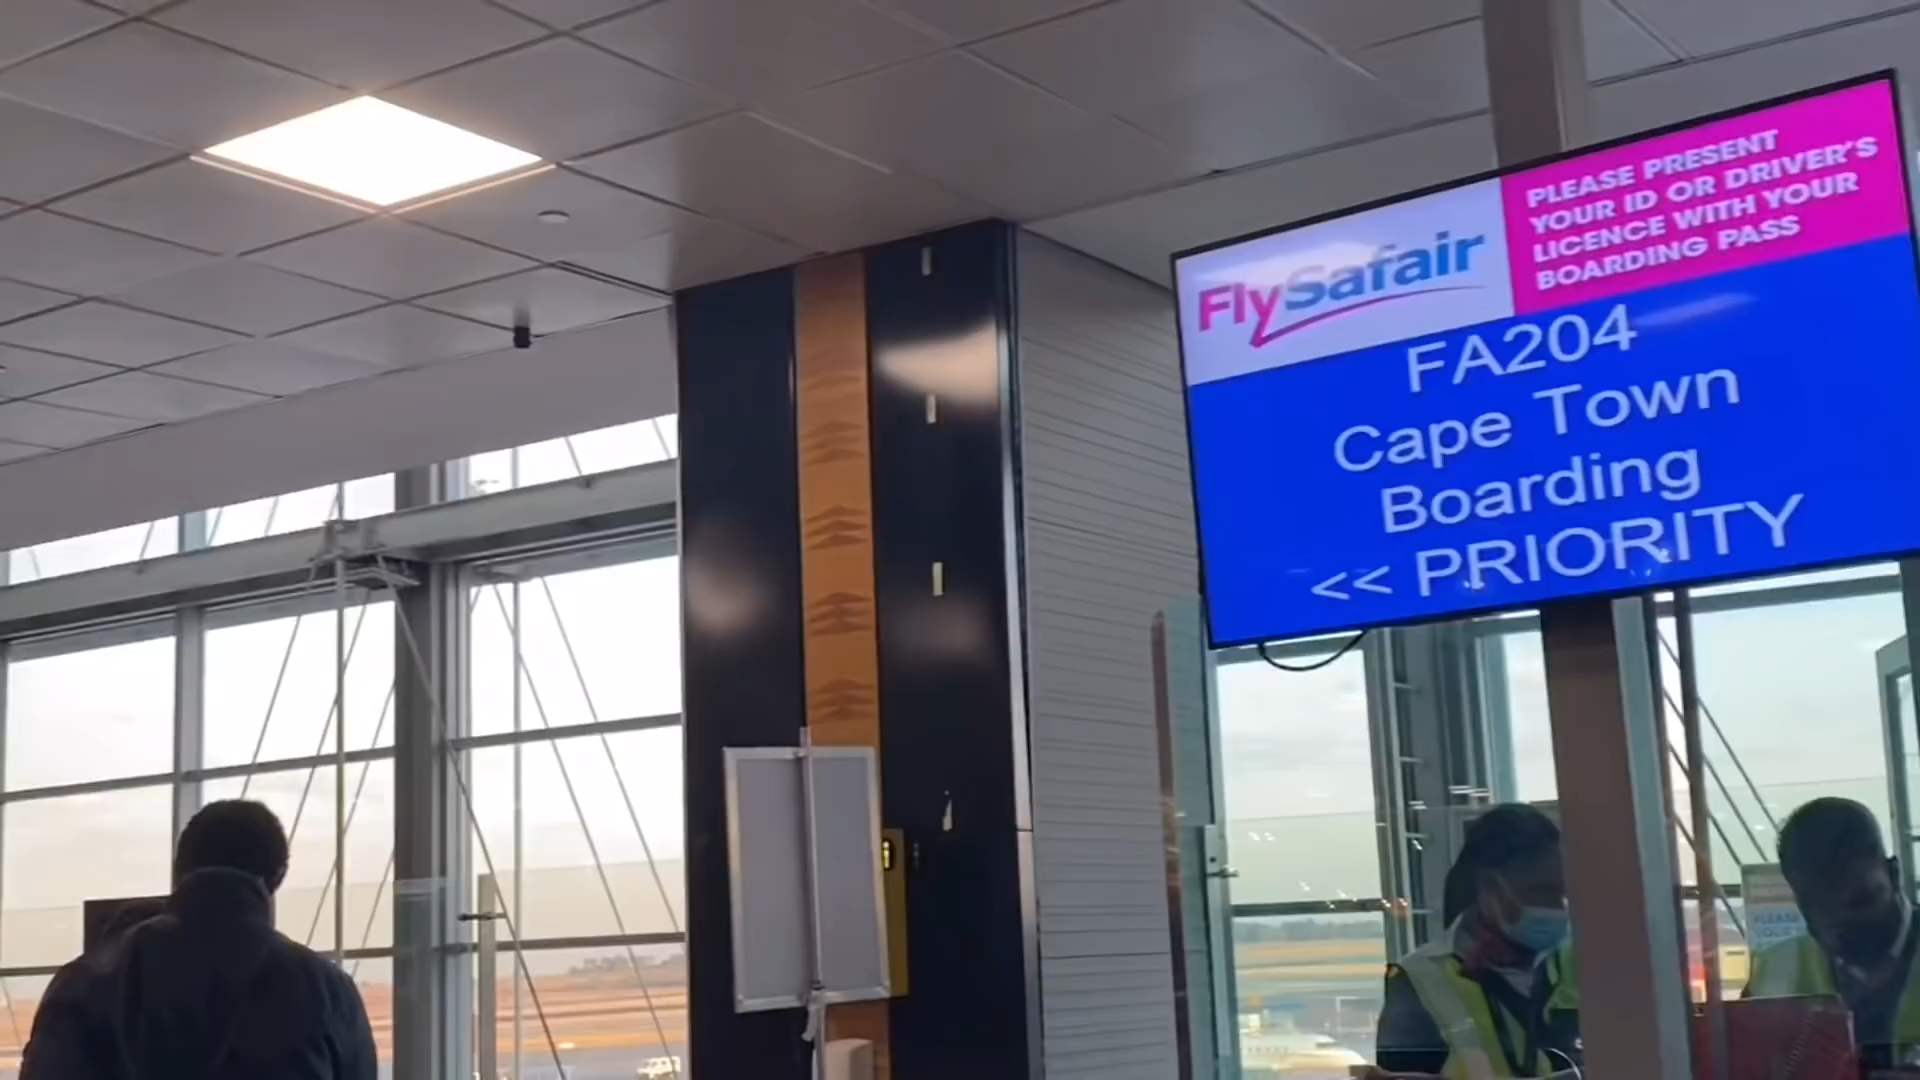 FlySafair
PLEASE PRESENT
YOUR ID OR DRIVER'S
LICENCE WITH YOUR
BOARDING PASS
FA204
Cape Town
Boarding
<< PRIORITY